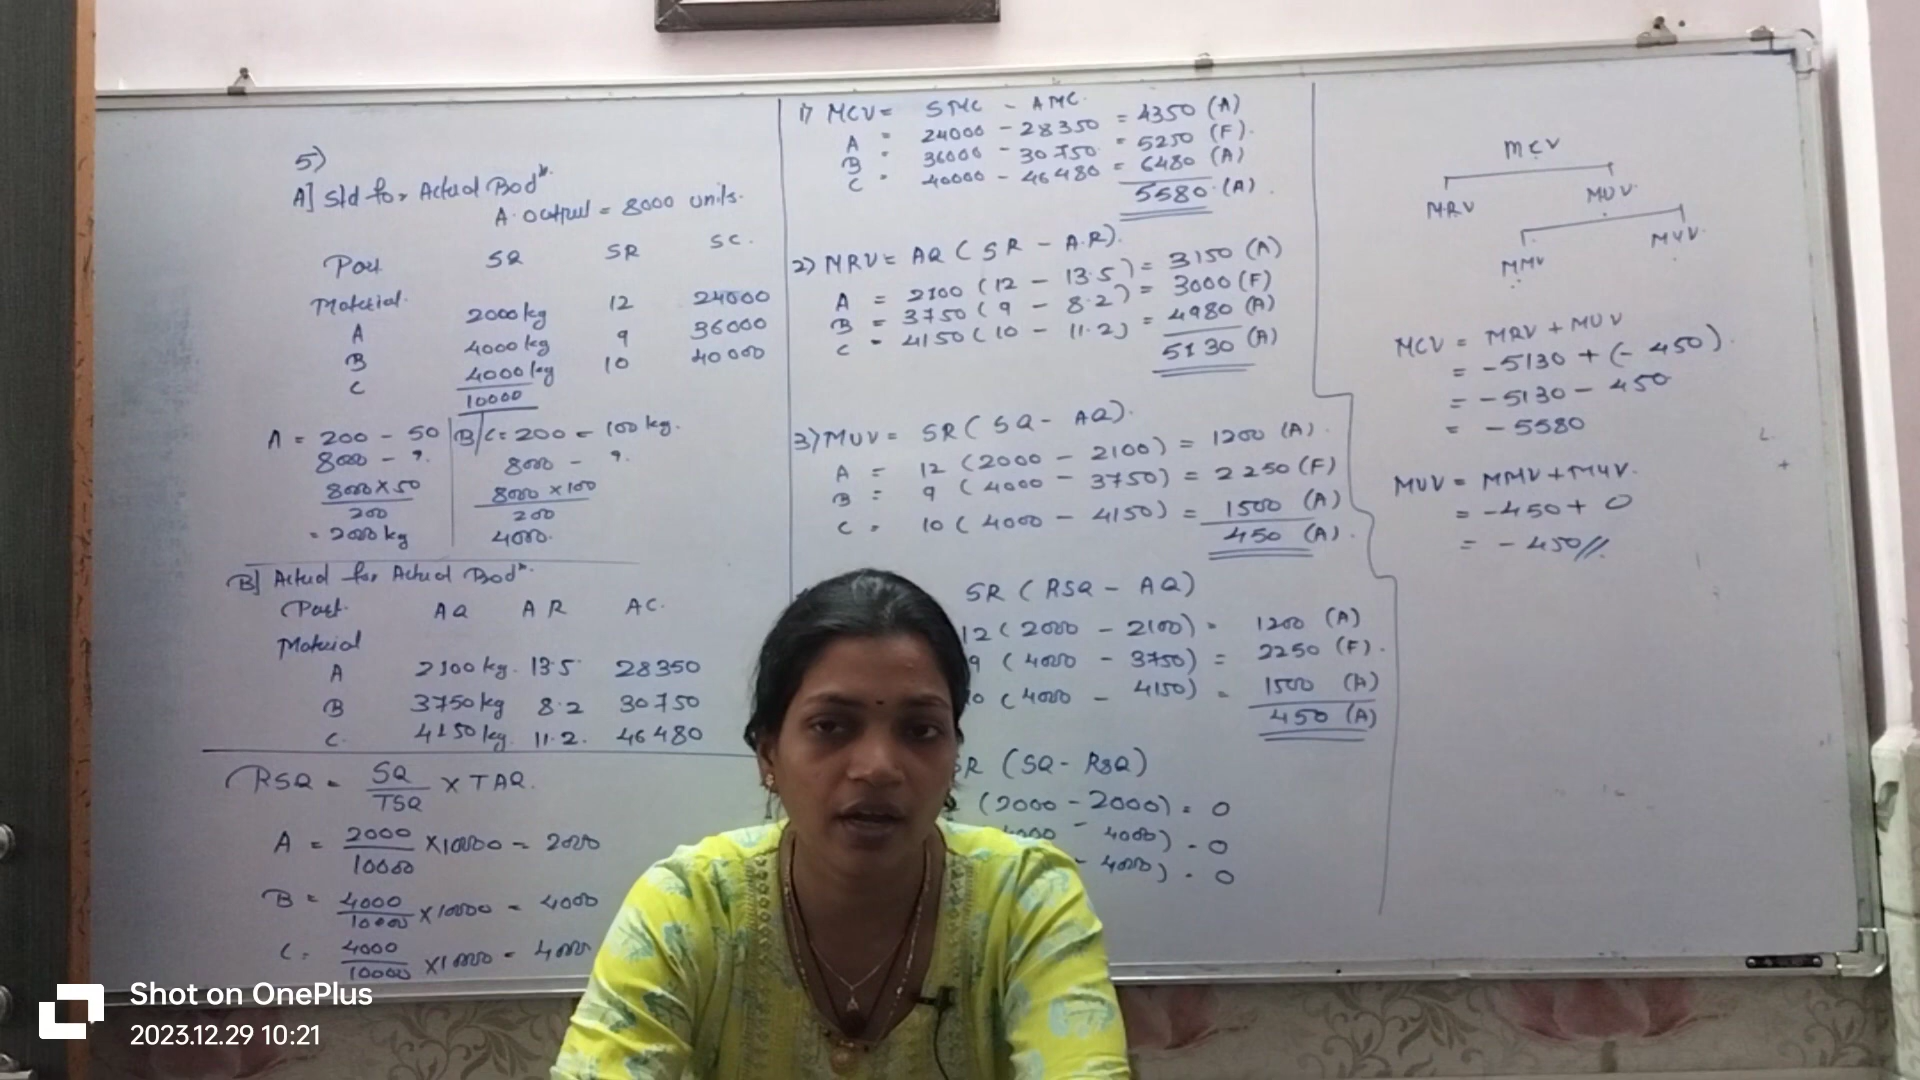 5)
A] Std for Actual Prodn.
A. output = 8000 units.
Part SQ SR SC.
Material.
A 2000kg 12 24000
B 4000kg 9 36000
C 4000kg 10 40000
10000
A = 200 - 50
8000 - ?
8000 x 50
200
= 2000kg
B/C = 200 - 100 kg.
8000 - ?
8000 x 100
200
4000.
B] Actual for Actual Prodn.
Part. AQ AR AC.
Material
A 2100 kg. 13.5 28350
B 3750 kg 8.2 30750
C. 4150 kg. 11.2. 46480
RSQ = SQ
TSQ
x TAQ.
A = 2000
10000
x 10000 = 2000
B = 4000
10000
x 10000 = 4000
C = 4000
10000
x 10000 = 4000
1) MCV = SMC - AMC.
A = 24000 - 28350 = 4350 (A)
B = 36000 - 30750 = 5250 (F).
C = 40000 - 46480 = 6480 (A)
5580 (A).
2) MRV = AQ (SR - A.R).
A = 2100 (12 - 13.5) = 3150 (A)
B = 3750 (9 - 8.2) = 3000 (F)
C = 4150 (10 - 11.2) = 4980 (A)
5130 (A)
3) MUV = SR (SQ - AQ).
A = 12 (2000 - 2100) = 1200 (A).
B = 9 (4000 - 3750) = 2250 (F)
C = 10 (4000 - 4150) = 1500 (A)
450 (A).
SR (RSQ - AQ)
12 (2000 - 2100) = 1200 (A)
9 (4000 - 3750) = 2250 (F).
(4000 - 4150) = 1500 (A)
450 (A)
(SQ - RSQ)
(2000 - 2000) = 0
4000) = 0
- 4000) = 0
MCV
MRV MUV.
MMV MYV.
MCV = MRV + MUV
= -5130 + (- 450).
= -5130 - 450
= - 5580
MUV = MMV + MYV.
= -450 + 0
= - 450//
Shot on OnePlus
2023.12.29 10:21